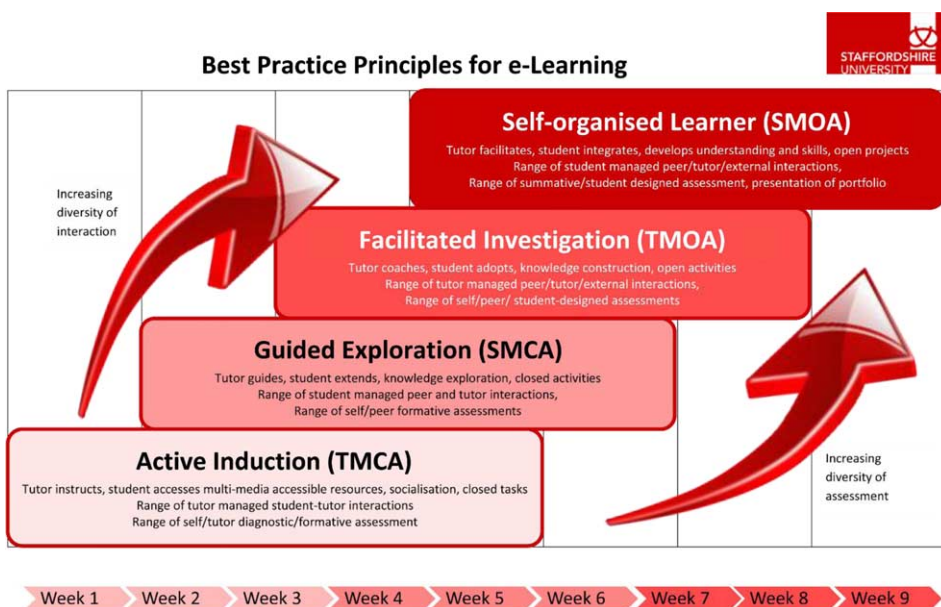 STAFFORDSHIRE
UNIVERSITY
Best Practice Principles for e-Learning
Self-organised Learner (SMOA)
Tutor facilitates, student integrates, develops understanding and skills, open projects
Range of student managed peer/tutor/external interactions,
Range of summative/student designed assessment, presentation of portfolio
Increasing
diversity of
interaction
Facilitated Investigation (TMOA)
Tutor coaches, student adopts, knowledge construction, open activities
Range of tutor managed peer/tutor/external interactions,
Range of self/peer/ student-designed assessments
Guided Exploration (SMCA)
Tutor guides, student extends, knowledge exploration, closed activities
Range of student managed peer and tutor interactions,
Range of self/peer formative assessments
Active Induction (TMCA)
Tutor instructs, student accesses multi-media accessible resources, socialisation, closed tasks
Range of tutor managed student-tutor interactions
Range of self/tutor diagnostic/formative assessment
Increasing
diversity of
assessment
Week 1 Week 2 Week 3 Week 4 Week 5 Week 6 Week 7 Week 8 Week 9